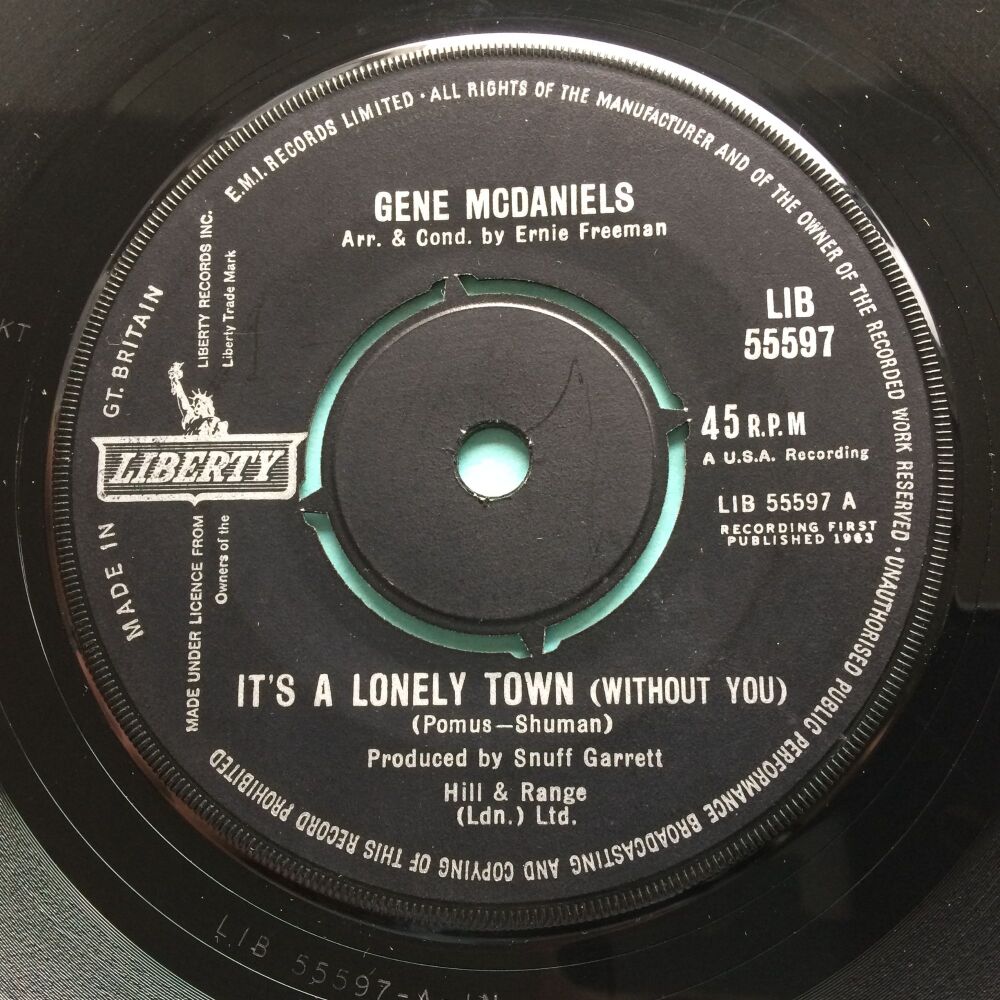 E.M.I. RECORDS LIMITED · ALL RIGHTS OF THE MANUFACTURER AND OF THE OWNER OF THE RECORDED WORK RESERVED · UNAUTHORISED PUBLIC PERFORMANCE BROADCASTING AND COPYING OF THIS RECORD PROHIBITED
MADE IN GT. BRITAIN
GENE MCDANIELS
Arr. & Cond. by Ernie Freeman
LIBERTY RECORDS INC.
Liberty Trade Mark
LIBERTY
MADE UNDER LICENCE FROM
Owners of the
LIB
55597
45 R.P.M
A U.S.A. Recording
LIB 55597 A
RECORDING FIRST
PUBLISHED 1963
IT'S A LONELY TOWN (WITHOUT YOU)
(Pomus—Shuman)
Produced by Snuff Garrett
Hill & Range
(Ldn.) Ltd.
KT
LIB 55597-A